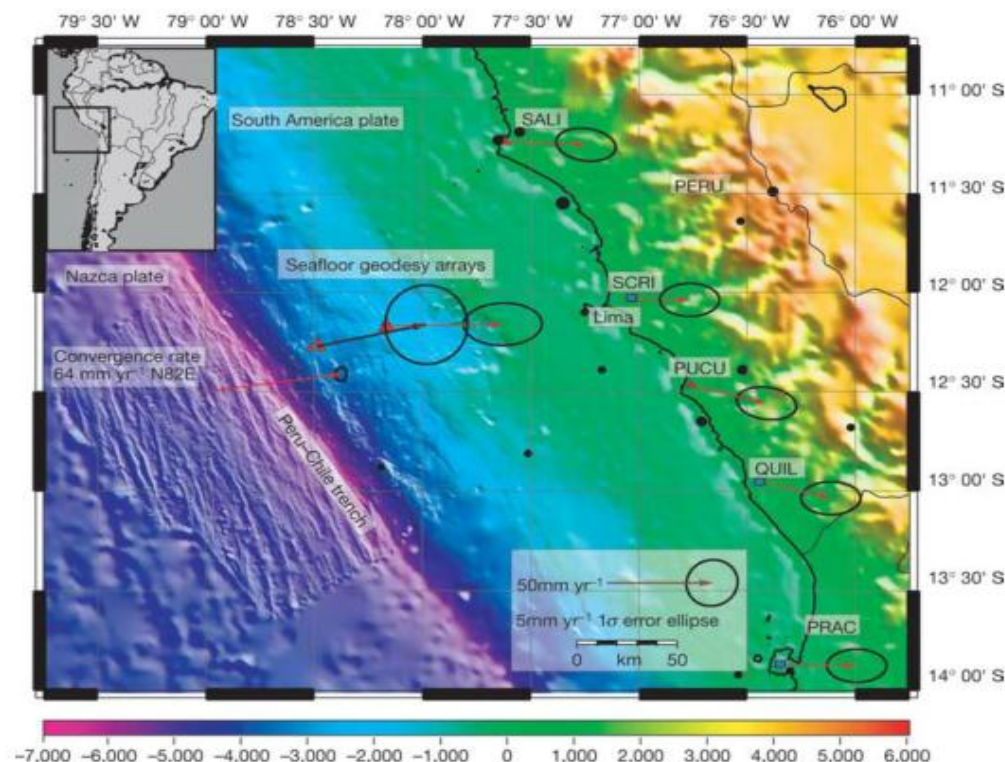 79° 30' W 79° 00' W 78° 30' W 78° 00' W 77° 30' W 77° 00' W 76° 30' W 76° 00' W
11° 00' S
SALI
South America plate
PERU
11° 30' S
Seafloor geodesy arrays
Nazca plate
SCRI
12° 00' S
Lima
Convergence rate
64 mm yr⁻¹ N82E
PUCU
12° 30' S
QUIL
13° 00' S
Peru–Chile trench
50mm yr⁻¹
13° 30' S
5mm yr⁻¹ 1σ error ellipse
0 km 50
PRAC
14° 00' S
–7,000 –6,000 –5,000 –4,000 –3,000 –2,000 –1,000 0 1,000 2,000 3,000 4,000 5,000 6,000